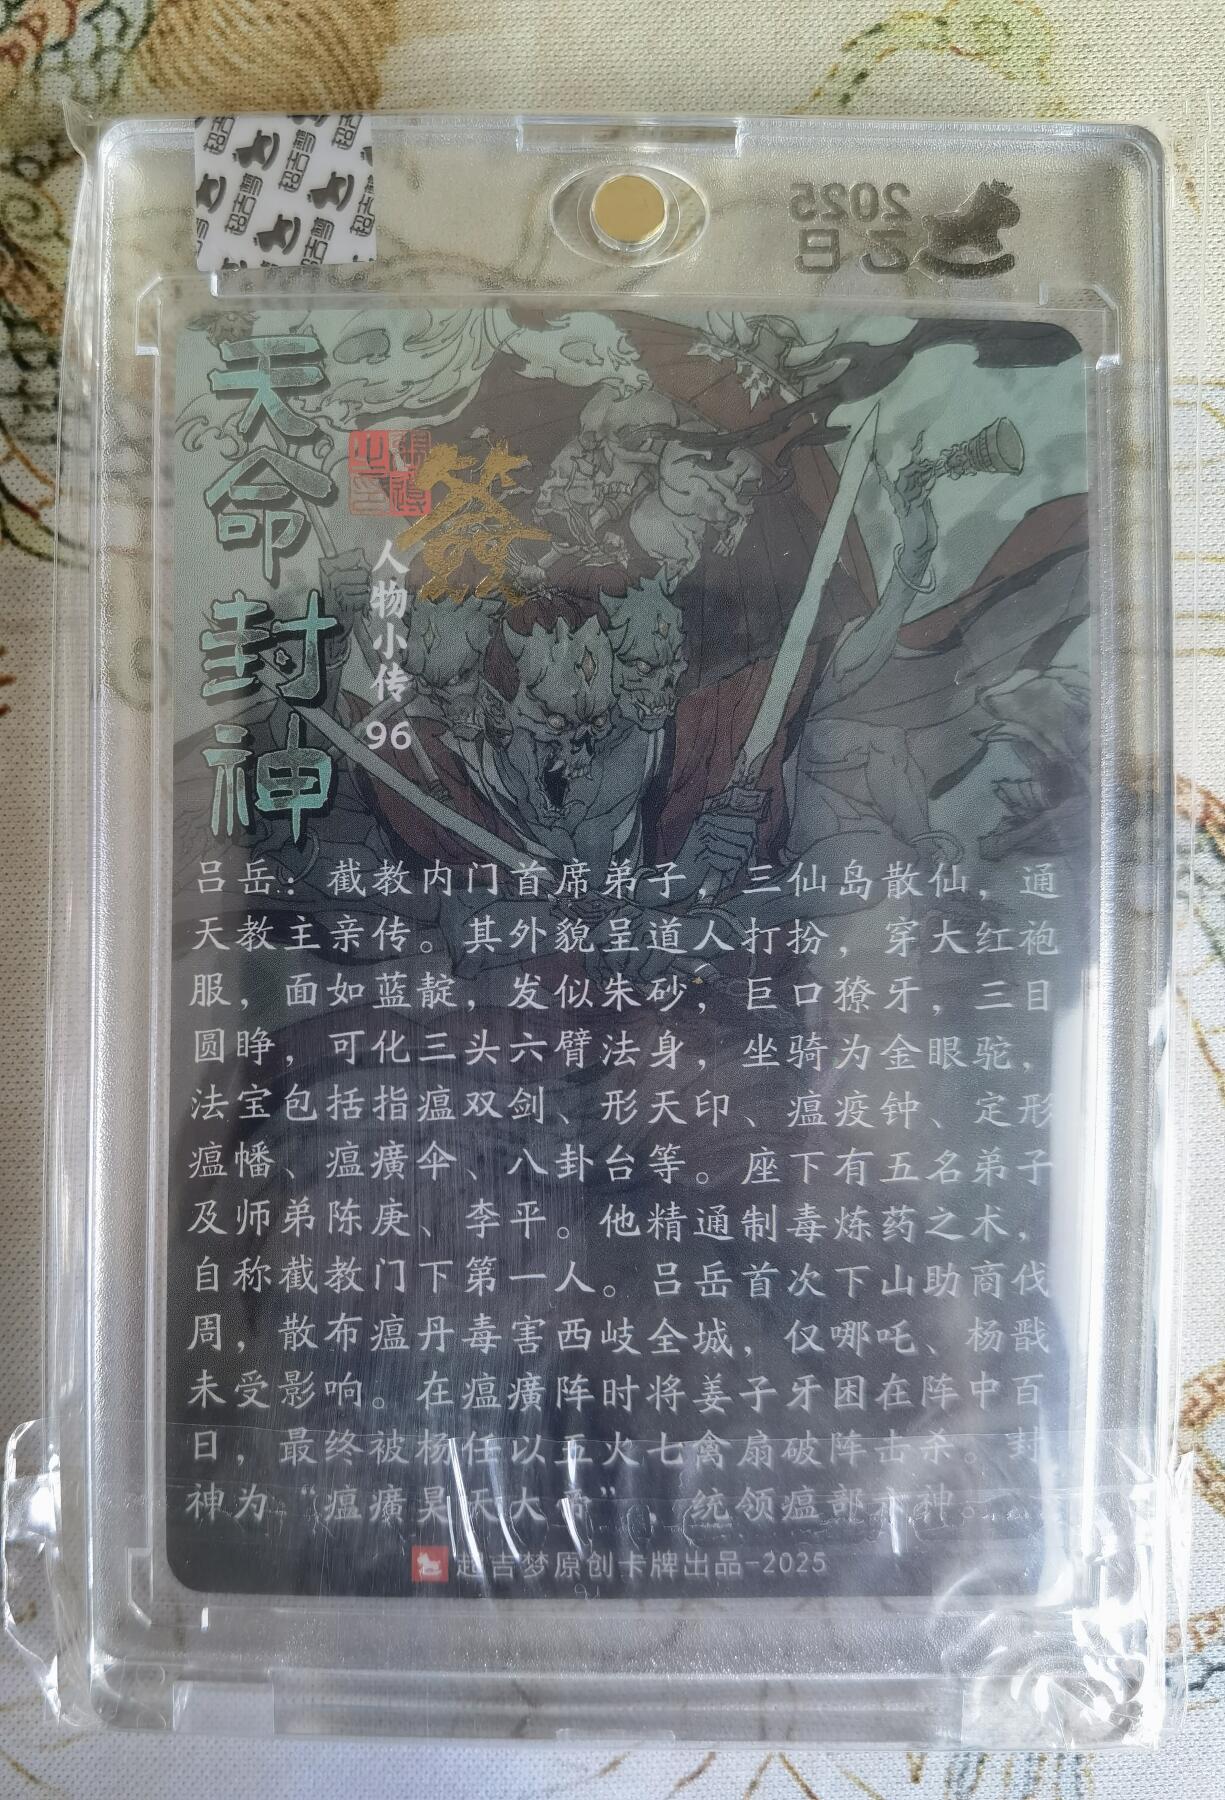 2025
乙巳
天命封神
簽
人物小传
96
吕岳：截教内门首席弟子，三仙岛散仙，通
天教主亲传。其外貌呈道人打扮，穿大红袍
服，面如蓝靛，发似朱砂，巨口獠牙，三目
圆睁，可化三头六臂法身，坐骑为金眼驼，
法宝包括指瘟双剑、形天印、瘟疫钟、定形
瘟幡、瘟癀伞、八卦台等。座下有五名弟子
及师弟陈庚、李平。他精通制毒炼药之术，
自称截教门下第一人。吕岳首次下山助商伐
周，散布瘟丹毒害西岐全城，仅哪吒、杨戬
未受影响。在瘟癀阵时将姜子牙困在阵中百
日，最终被杨任以五火七禽扇破阵击杀。封
神为“瘟癀昊天大帝”，统领瘟部六神。
超吉梦原创卡牌出品-2025